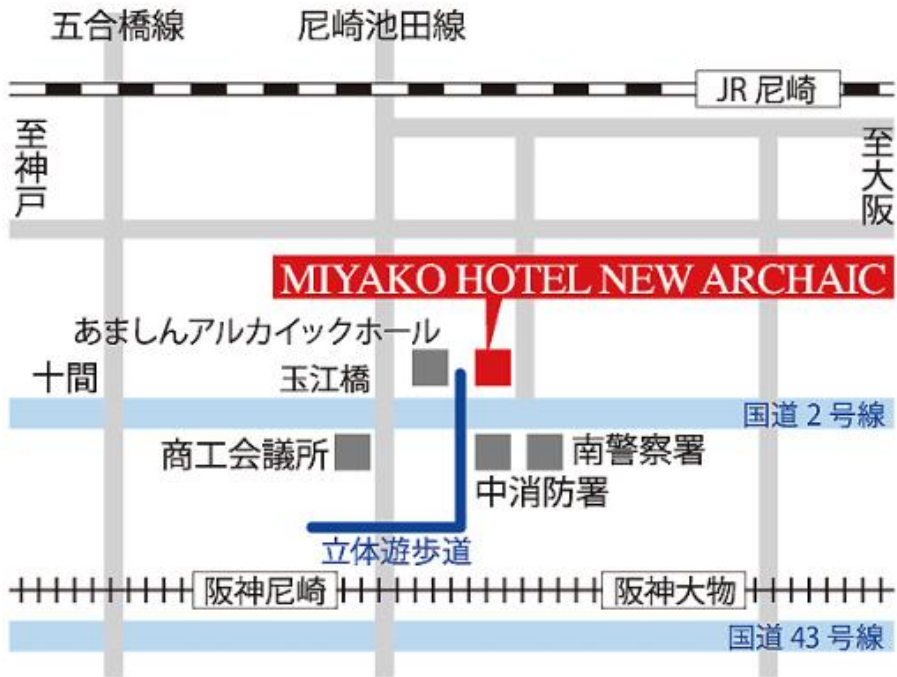 五合橋線
尼崎池田線
JR 尼崎
至神戸
至大阪
MIYAKO HOTEL NEW ARCHAIC
あましんアルカイックホール
十間
玉江橋
国道 2 号線
商工会議所
南警察署
中消防署
立体遊歩道
阪神尼崎
阪神大物
国道 43 号線